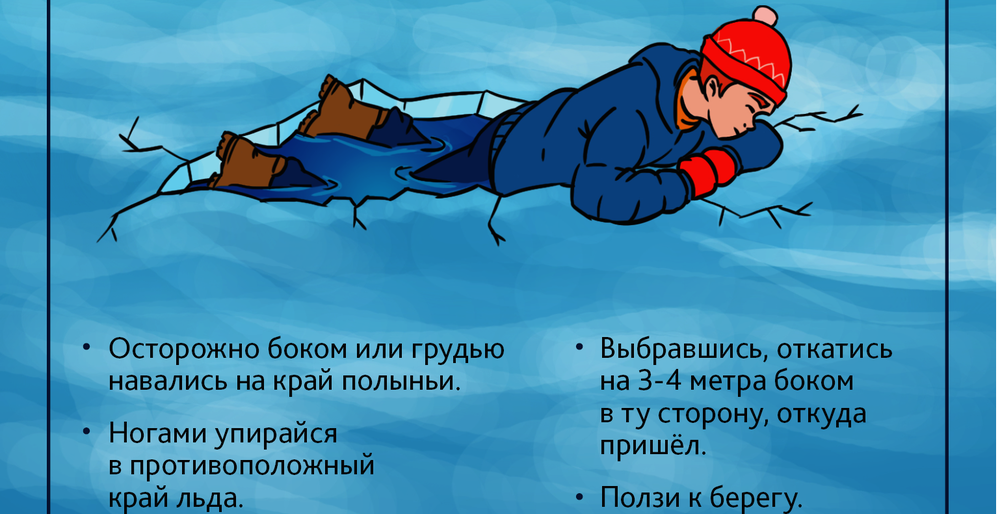 Осторожно боком или грудью
навались на край полыньи.
Ногами упирайся
в противоположный
край льда.
Выбравшись, откатись
на 3-4 метра боком
в ту сторону, откуда
пришёл.
Ползи к берегу.